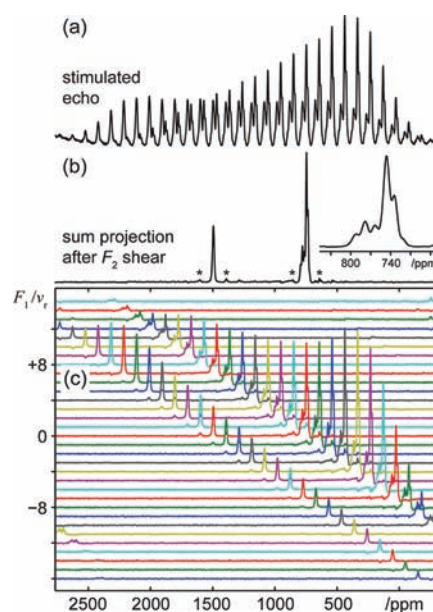 (a)
stimulated
echo
(b)
sum projection
after F₂ shear
* * * *
800 740 /ppm
F₁/νᵣ
+8
(c)
0
−8
2500 2000 1500 1000 500 /ppm